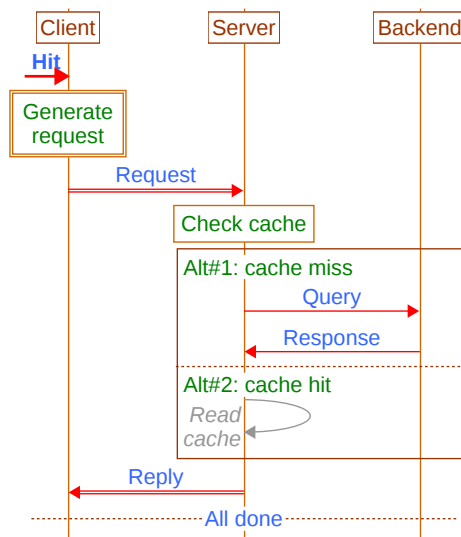 Client
Server
Backend
Hit
Generate
request
Request
Check cache
Alt#1: cache miss
Query
Response
Alt#2: cache hit
Read
cache
Reply
All done